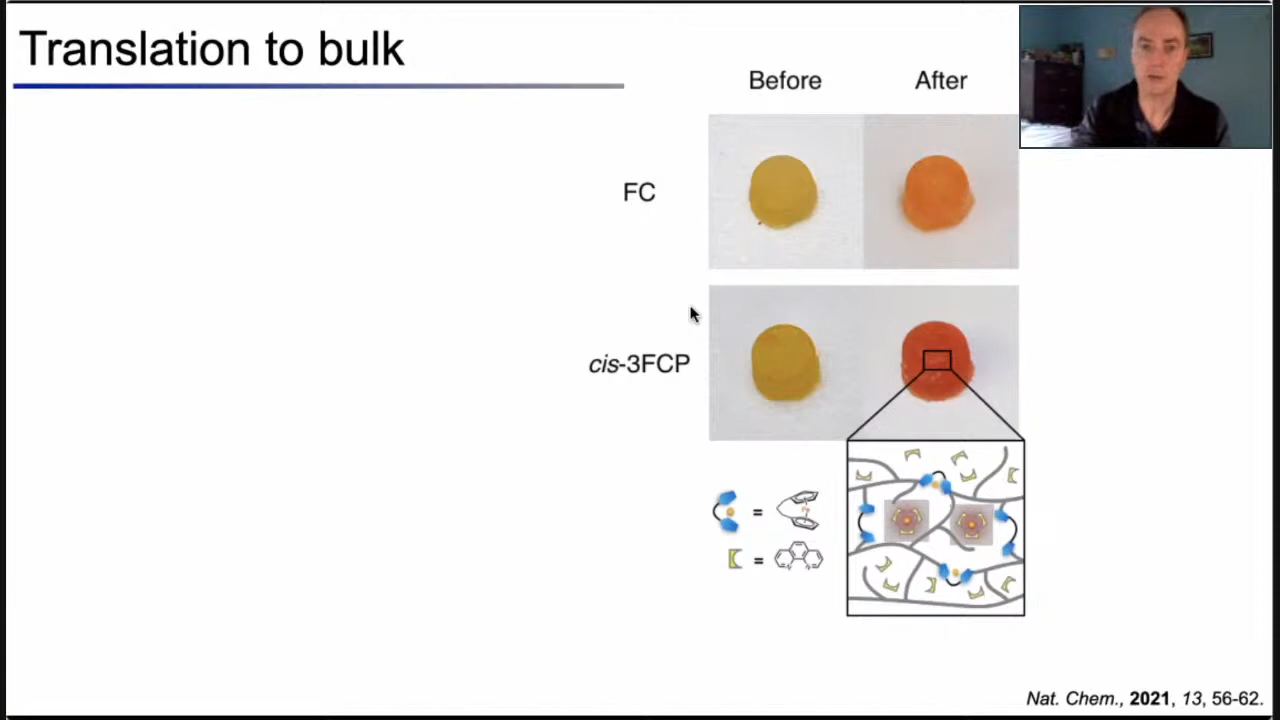 Translation to bulk
Before After
FC
cis-3FCP
=
=
Nat. Chem., 2021, 13, 56-62.